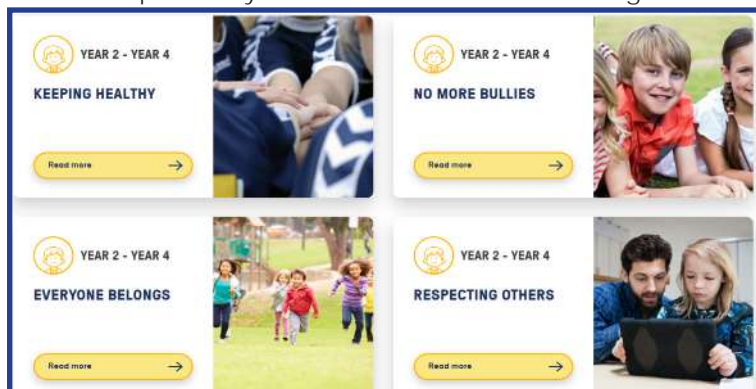 YEAR 2 - YEAR 4
KEEPING HEALTHY
Read more
YEAR 2 - YEAR 4
NO MORE BULLIES
Read more
YEAR 2 - YEAR 4
EVERYONE BELONGS
Read more
YEAR 2 - YEAR 4
RESPECTING OTHERS
Read more